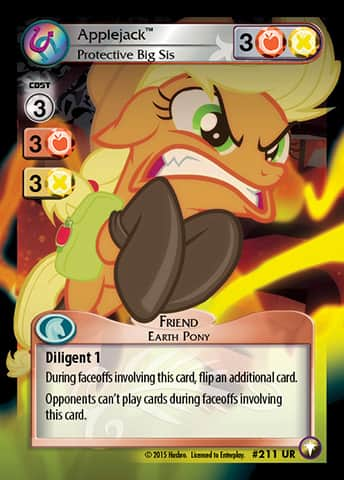 Applejack™
Protective Big Sis
3
COST
3
3
3
FRIEND
EARTH PONY
Diligent 1
During faceoffs involving this card, flip an additional card.
Opponents can't play cards during faceoffs involving
this card.
© 2015 Hasbro. Licensed to Enterplay.
#211 UR